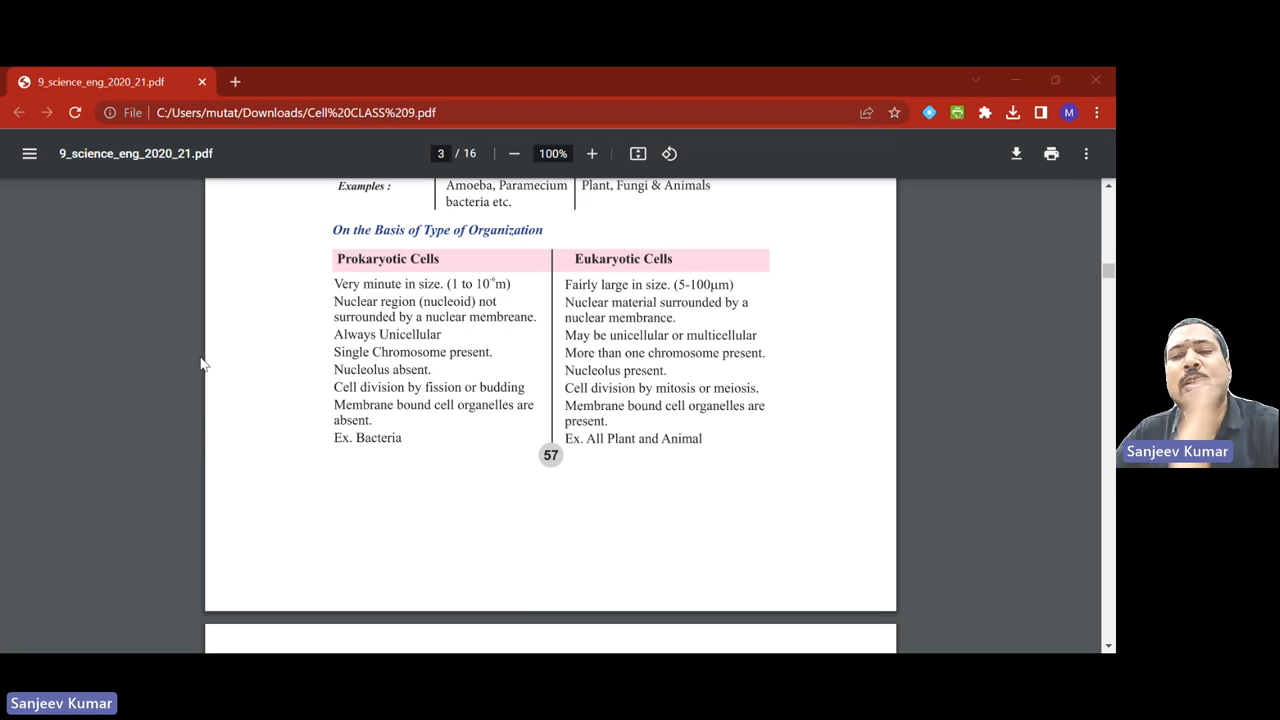 9_science_eng_2020_21.pdf
File C:/Users/mutat/Downloads/Cell%20CLASS%209.pdf
M
9_science_eng_2020_21.pdf
3 / 16
100%
Examples : Amoeba, Paramecium Plant, Fungi & Animals
bacteria etc.
On the Basis of Type of Organization
Prokaryotic Cells
Very minute in size. (1 to 10⁻⁶m)
Nuclear region (nucleoid) not
surrounded by a nuclear membreane.
Always Unicellular
Single Chromosome present.
Nucleolus absent.
Cell division by fission or budding
Membrane bound cell organelles are
absent.
Ex. Bacteria
Eukaryotic Cells
Fairly large in size. (5-100μm)
Nuclear material surrounded by a
nuclear membrance.
May be unicellular or multicellular
More than one chromosome present.
Nucleolus present.
Cell division by mitosis or meiosis.
Membrane bound cell organelles are
present.
Ex. All Plant and Animal
57
Sanjeev Kumar
Sanjeev Kumar